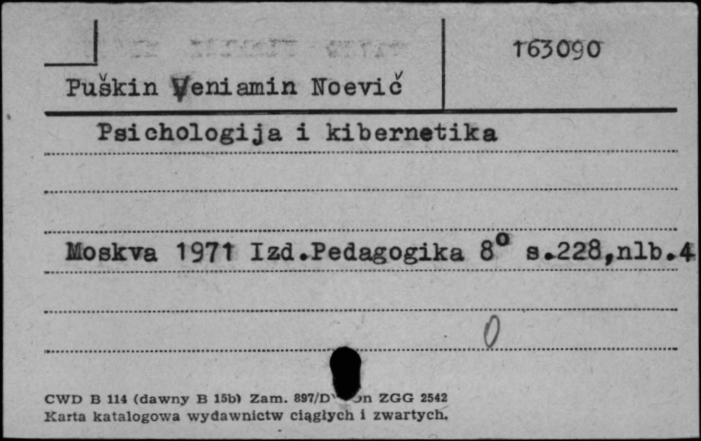 163090
Puškin Veniamin Noevič
Psichologija i kibernetika
Moskva 1971 Izd.Pedagogika 8° s.228,nlb.4
0
CWD B 114 (dawny B 15b) Zam. 897/D ZGG 2542
Karta katalogowa wydawnictw ciągłych i zwartych.